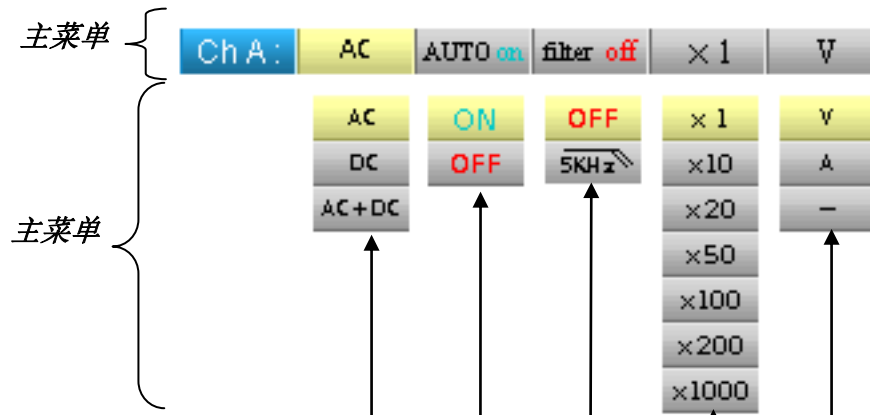 主菜单
Ch A: AC AUTO on filter off ×1 V
AC ON OFF ×1 V
DC OFF 5KHz ×10 A
AC+DC ×20 –
×50
主菜单
×100
×200
×1000